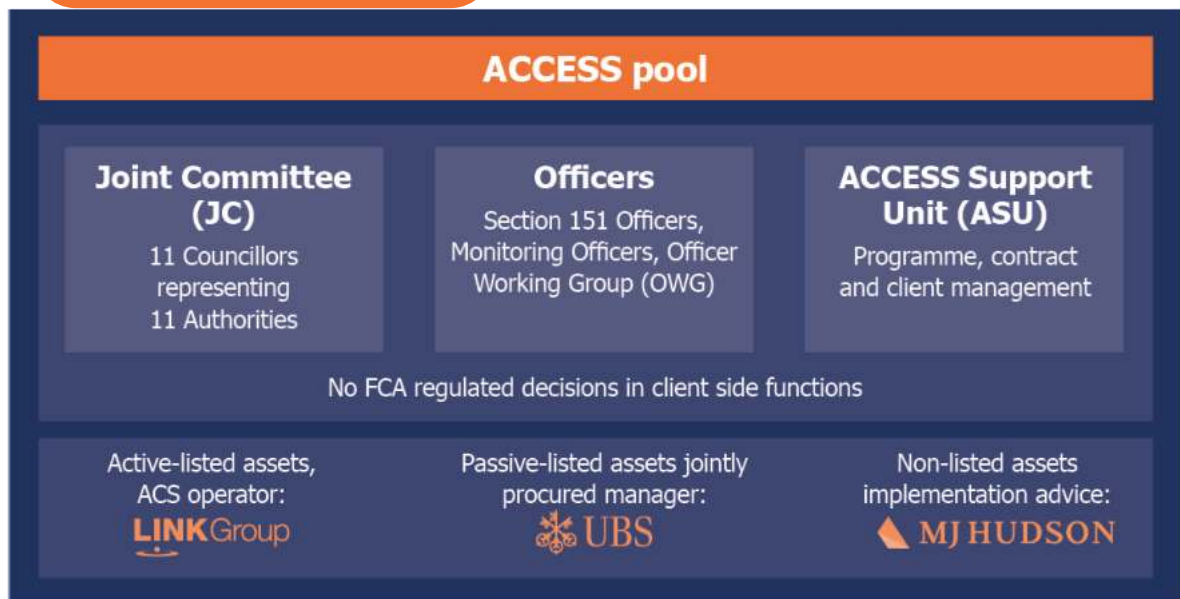 ACCESS pool
Joint Committee
(JC)
11 Councillors
representing
11 Authorities
Officers
Section 151 Officers,
Monitoring Officers, Officer
Working Group (OWG)
ACCESS Support
Unit (ASU)
Programme, contract
and client management
No FCA regulated decisions in client side functions
Active-listed assets,
ACS operator:
LINKGroup
Passive-listed assets jointly
procured manager:
UBS
Non-listed assets
implementation advice:
MJ HUDSON